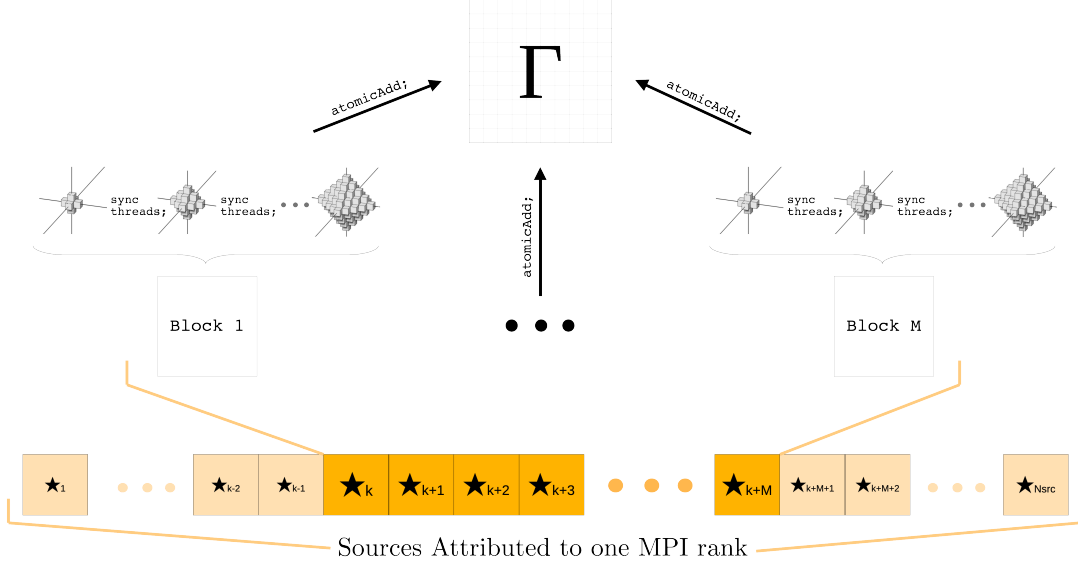 Γ
atomicAdd;
atomicAdd;
atomicAdd;
sync
threads;
sync
threads;
sync
threads;
sync
threads;
Block 1
Block M
★1
★k-2
★k-1
★k
★k+1
★k+2
★k+3
★k+M
★k+M+1
★k+M+2
★Nsrc
Sources Attributed to one MPI rank